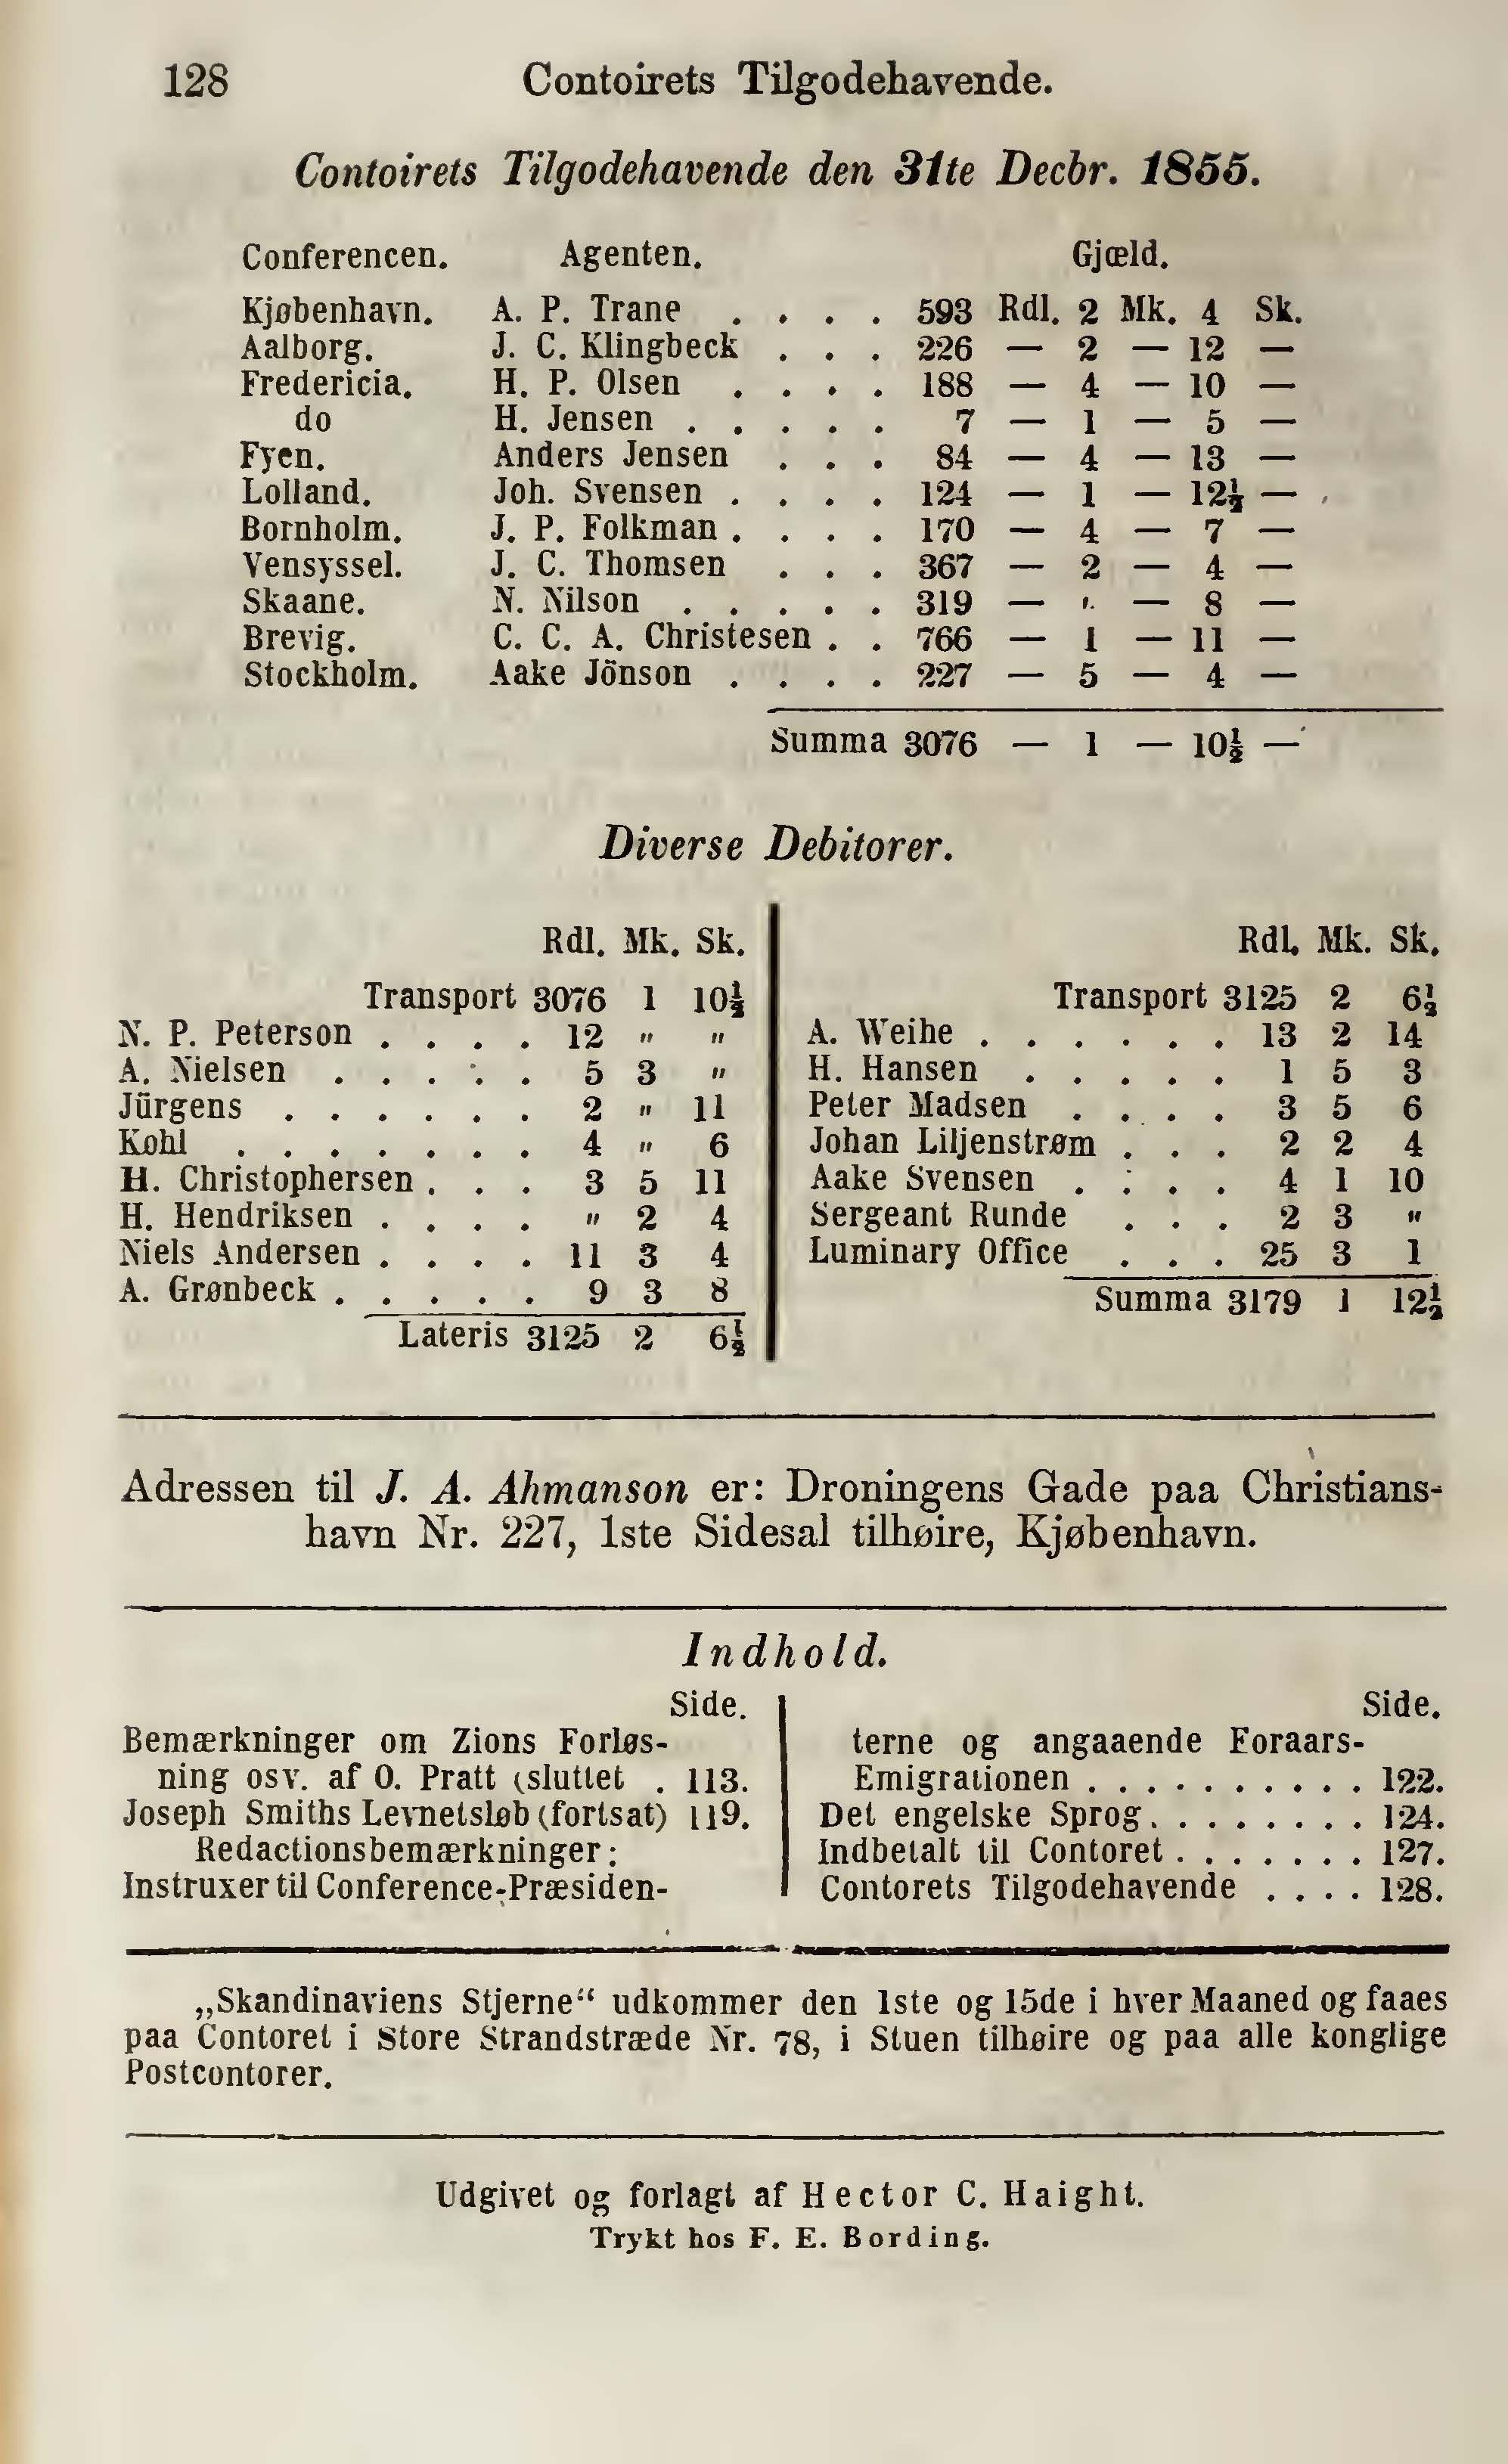 128 Contoirets Tilgodehavende.
Contoirets Tilgodehavende den 31te Decbr. 1855.
Conferencen. Agenten. Gjæld.
Kjøbenhavn. A. P. Trane . . . . 593 Rdl. 2 Mk. 4 Sk.
Aalborg. J. C. Klingbeck . . . 226 — 2 — 12 —
Fredericia. H. P. Olsen . . . . 188 — 4 — 10 —
do H. Jensen . . . . . 7 — 1 — 5 —
Fyen. Anders Jensen . . . 84 — 4 — 13 —
Lolland. Joh. Svensen . . . . 124 — 1 — 12½ —
Bornholm. J. P. Folkman . . . . 170 — 4 — 7 —
Vensyssel. J. C. Thomsen . . . 367 — 2 — 4 —
Skaane. N. Nilson . . . . . 319 — " — 8 —
Brevig. C. C. A. Christesen . . 766 — 1 — 11 —
Stockholm. Aake Jönson . . . . 227 — 5 — 4 —
Summa 3076 — 1 — 10½ —
Diverse Debitorer.
Rdl. Mk. Sk.
Transport 3076 1 10½
N. P. Peterson . . . . 12 " "
A. Nielsen . . . . . 5 3 "
Jürgens . . . . . . 2 " 11
Kohl . . . . . . . 4 " 6
H. Christophersen . . . 3 5 11
H. Hendriksen . . . . " 2 4
Niels Andersen . . . . 11 3 4
A. Grønbeck . . . . . 9 3 8
Lateris 3125 2 6½
Rdl. Mk. Sk.
Transport 3125 2 6½
A. Weihe . . . . . . 13 2 14
H. Hansen . . . . . 1 5 3
Peter Madsen . . . . 3 5 6
Johan Liljenstrøm . . . 2 2 4
Aake Svensen . . . . 4 1 10
Sergeant Runde . . . 2 3 "
Luminary Office . . . 25 3 1
Summa 3179 1 12½
Adressen til J. A. Ahmanson er: Droningens Gade paa Christians-
havn Nr. 227, 1ste Sidesal tilhøire, Kjøbenhavn.
Indhold.
Side.
Bemærkninger om Zions Forløs-
ning osv. af O. Pratt (sluttet . 113.
Joseph Smiths Levnetsløb (fortsat) 119.
Redactionsbemærkninger:
Instruxer til Conference-Præsiden-
Side.
terne og angaaende Foraars-
Emigrationen . . . . . . . . . . 122.
Det engelske Sprog. . . . . . . . 124.
Indbetalt til Contoret . . . . . . . 127.
Contorets Tilgodehavende . . . . 128.
„Skandinaviens Stjerne“ udkommer den 1ste og 15de i hver Maaned og faaes
paa Contoret i Store Strandstræde Nr. 78, i Stuen tilhøire og paa alle konglige
Postcontorer.
Udgivet og forlagt af Hector C. Haight.
Trykt hos F. E. Bording.